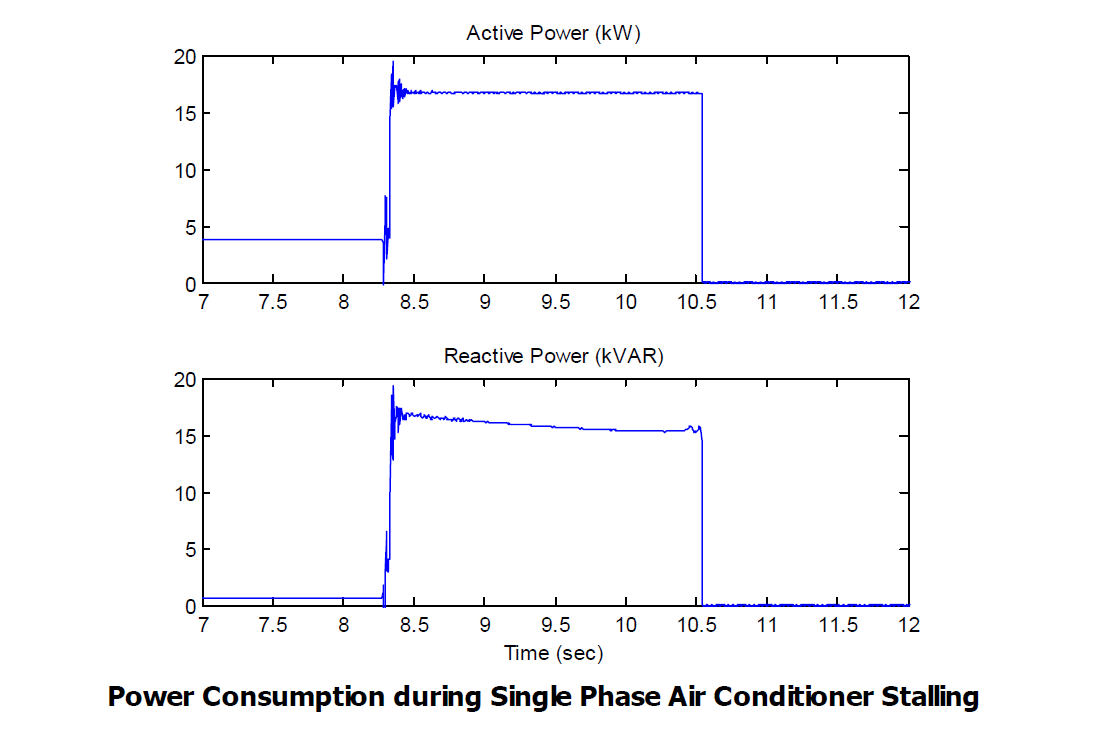 Active Power (kW)
20
15
10
5
0
7 7.5 8 8.5 9 9.5 10 10.5 11 11.5 12
Reactive Power (kVAR)
20
15
10
5
0
7 7.5 8 8.5 9 9.5 10 10.5 11 11.5 12
Time (sec)
Power Consumption during Single Phase Air Conditioner Stalling